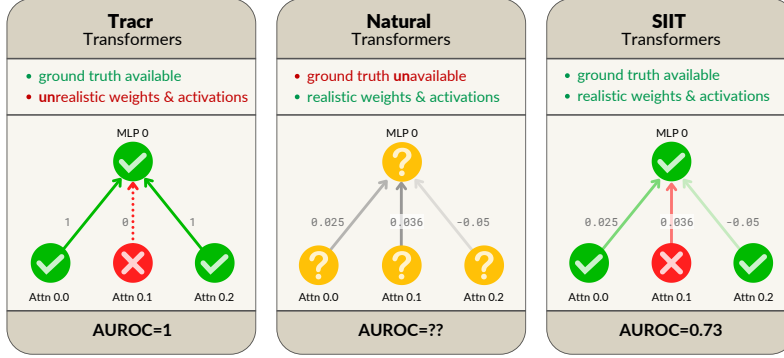 Tracr
Transformers
• ground truth available
• unrealistic weights & activations
MLP 0
1
0
1
Attn 0.0
Attn 0.1
Attn 0.2
AUROC=1
Natural
Transformers
• ground truth unavailable
• realistic weights & activations
MLP 0
?
0.025
0.036
-0.05
?
?
?
Attn 0.0
Attn 0.1
Attn 0.2
AUROC=??
SIIT
Transformers
• ground truth available
• realistic weights & activations
MLP 0
0.025
0.036
-0.05
Attn 0.0
Attn 0.1
Attn 0.2
AUROC=0.73